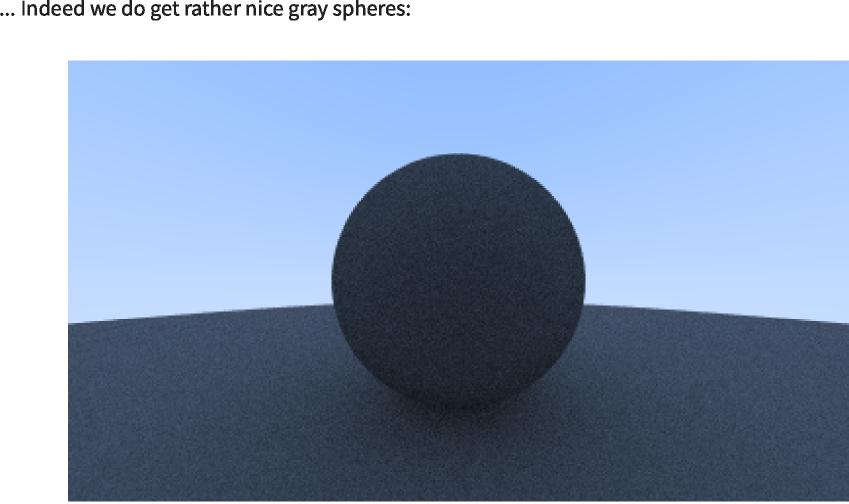 ... Indeed we do get rather nice gray spheres: